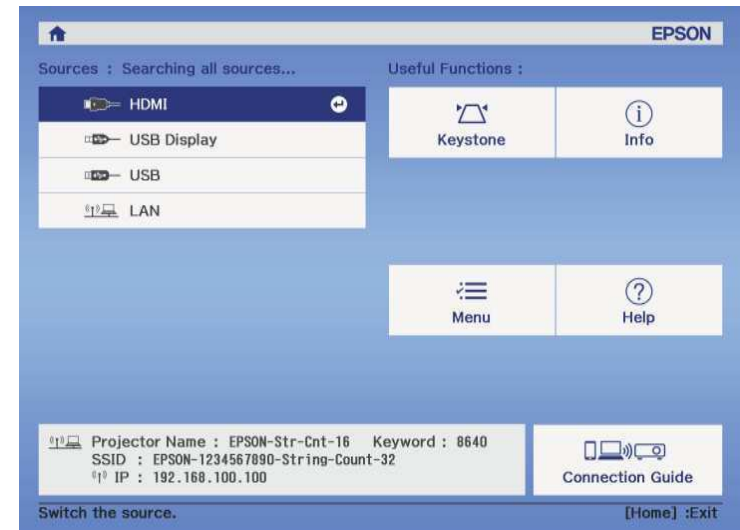 EPSON
Sources : Searching all sources...
HDMI
USB Display
USB
LAN
Useful Functions :
Keystone
Info
Menu
Help
Projector Name : EPSON-Str-Cnt-16 Keyword : 8640
SSID : EPSON-1234567890-String-Count-32
IP : 192.168.100.100
Connection Guide
Switch the source.
[Home] :Exit